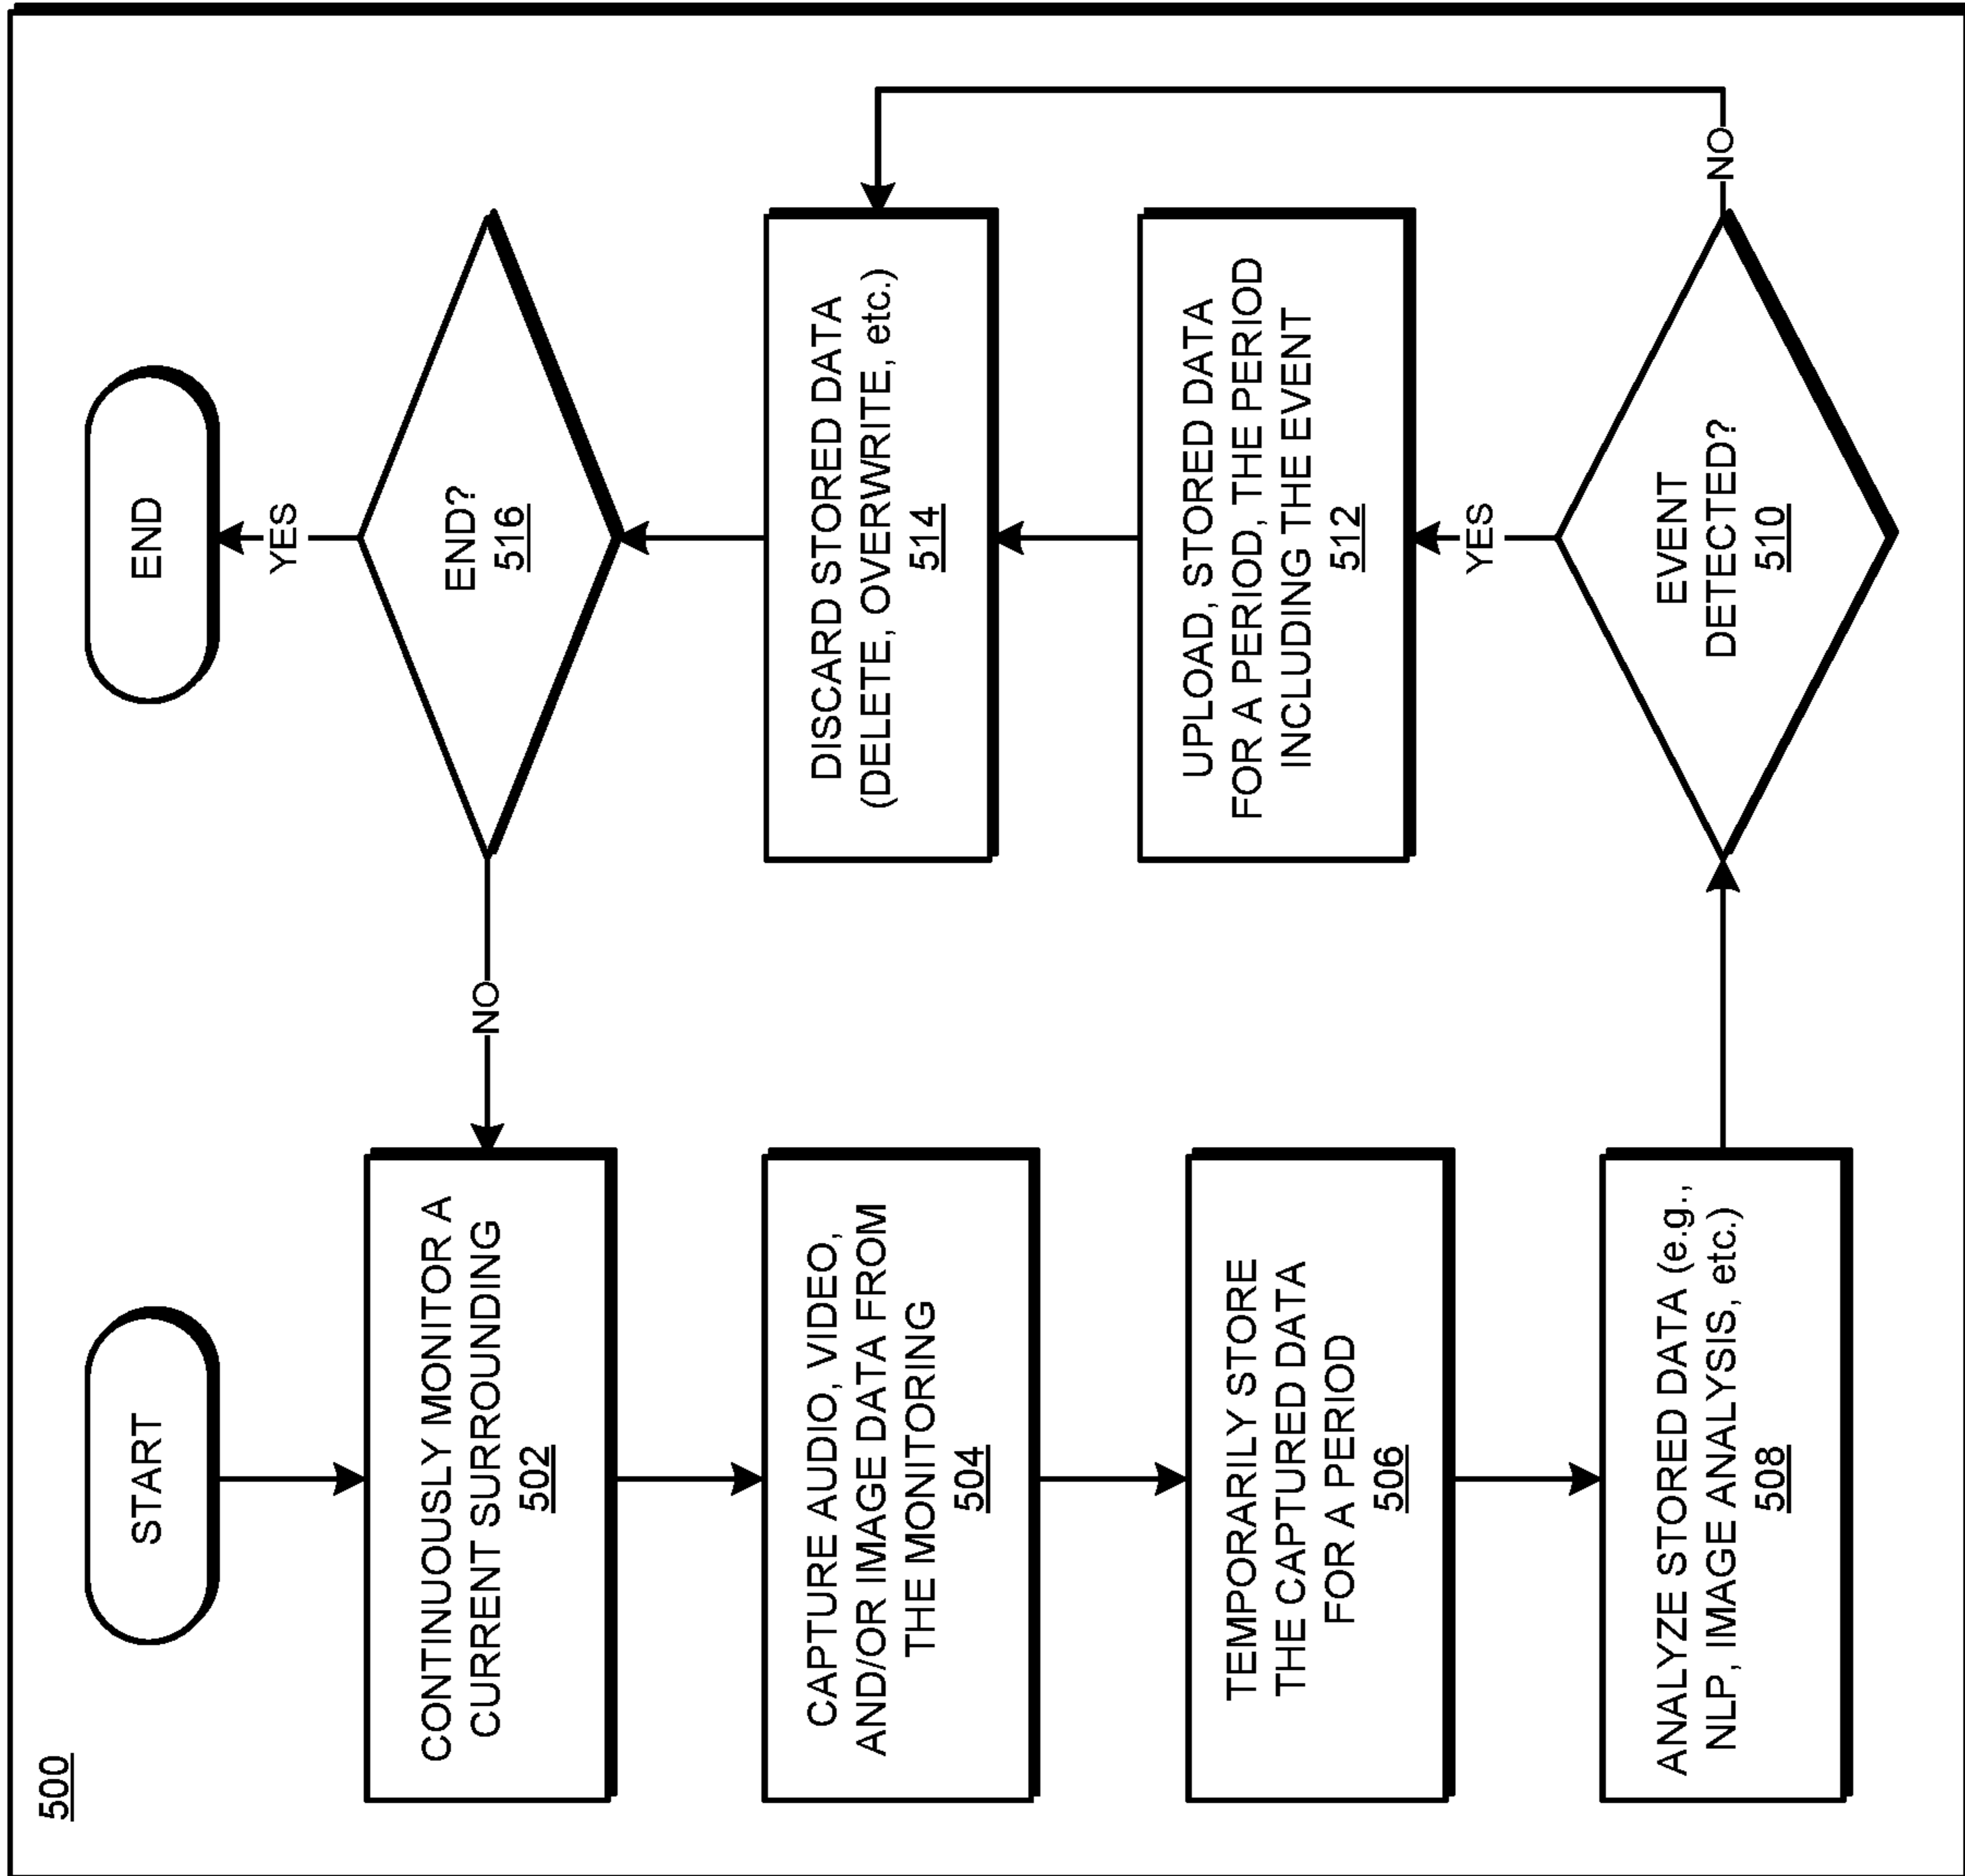 500
START
CONTINUOUSLY MONITOR A
CURRENT SURROUNDING
502
CAPTURE AUDIO, VIDEO,
AND/OR IMAGE DATA FROM
THE MONITORING
504
TEMPORARILY STORE
THE CAPTURED DATA
FOR A PERIOD
506
ANALYZE STORED DATA (e.g.,
NLP, IMAGE ANALYSIS, etc.)
508
EVENT
DETECTED?
510
NO
YES
UPLOAD, STORED DATA
FOR A PERIOD, THE PERIOD
INCLUDING THE EVENT
512
DISCARD STORED DATA
(DELETE, OVERWRITE, etc.)
514
END?
516
NO
YES
END